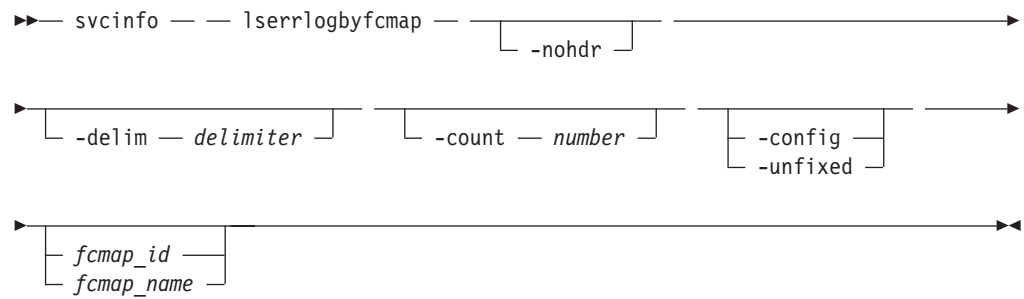 svcinfo lserrlogbyfcmap
-nohdr
-delim delimiter -count number -config
-unfixed
fcmap_id
fcmap_name